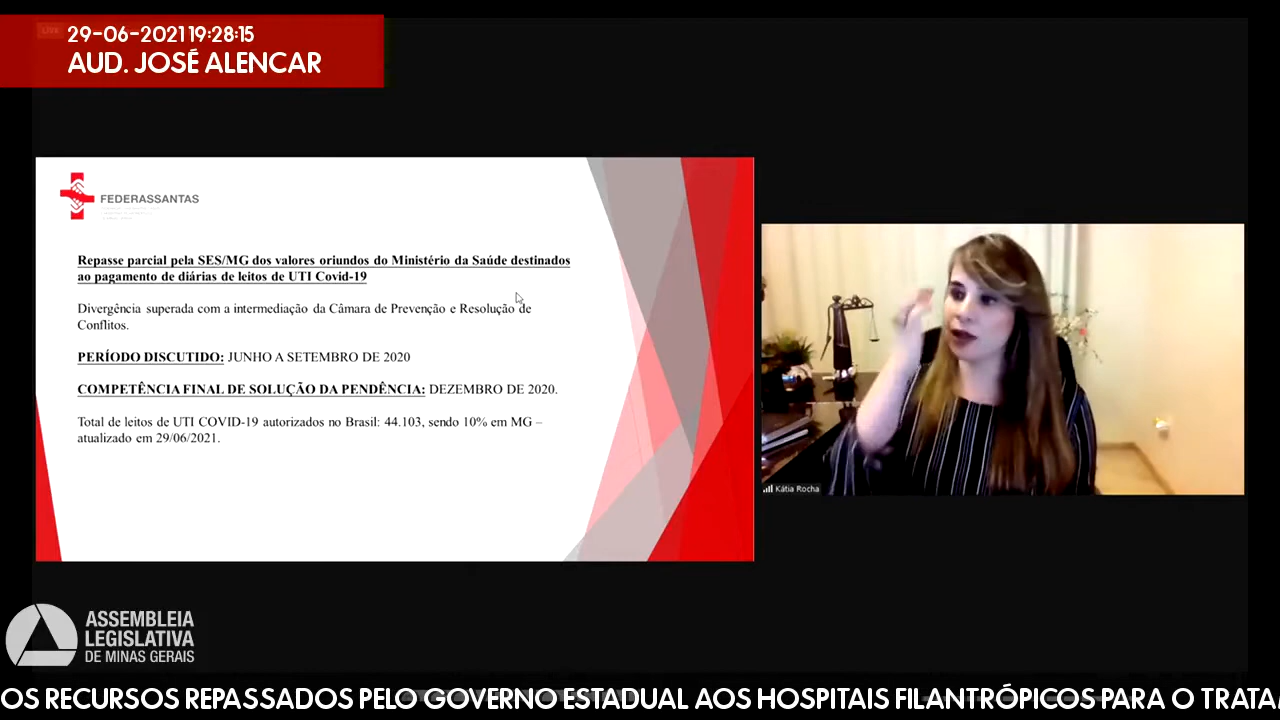 29-06-2021 19:28:15
AUD. JOSÉ ALENCAR
FEDERASSANTAS
Repasse parcial pela SES/MG dos valores oriundos do Ministério da Saúde destinados
ao pagamento de diárias de leitos de UTI Covid-19
Divergência superada com a intermediação da Câmara de Prevenção e Resolução de
Conflitos.
PERÍODO DISCUTIDO: JUNHO A SETEMBRO DE 2020
COMPETÊNCIA FINAL DE SOLUÇÃO DA PENDÊNCIA: DEZEMBRO DE 2020.
Total de leitos de UTI COVID-19 autorizados no Brasil: 44.103, sendo 10% em MG –
atualizado em 29/06/2021.
Kátia Rocha
ASSEMBLEIA
LEGISLATIVA
DE MINAS GERAIS
OS RECURSOS REPASSADOS PELO GOVERNO ESTADUAL AOS HOSPITAIS FILANTRÓPICOS PARA O TRATA